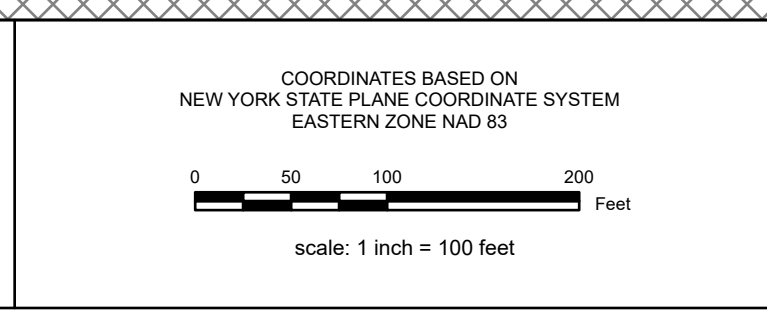 COORDINATES BASED ON
NEW YORK STATE PLANE COORDINATE SYSTEM
EASTERN ZONE NAD 83
0 50 100 200
Feet
scale: 1 inch = 100 feet